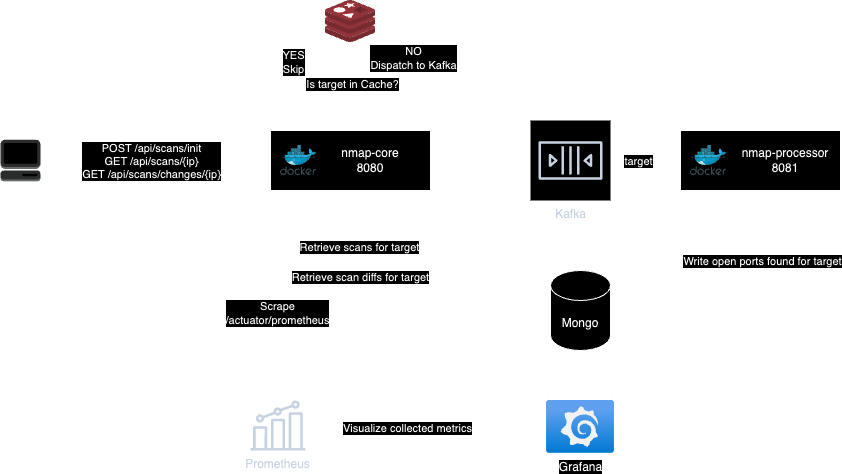 YES
Skip
NO
Dispatch to Kafka
Is target in Cache?
POST /api/scans/init
GET /api/scans/{ip}
GET /api/scans/changes/{ip}
docker
nmap-core
8080
Kafka
target
docker
nmap-processor
8081
Retrieve scans for target
Retrieve scan diffs for target
Write open ports found for target
Scrape
/actuator/prometheus
Mongo
Prometheus
Visualize collected metrics
Grafana